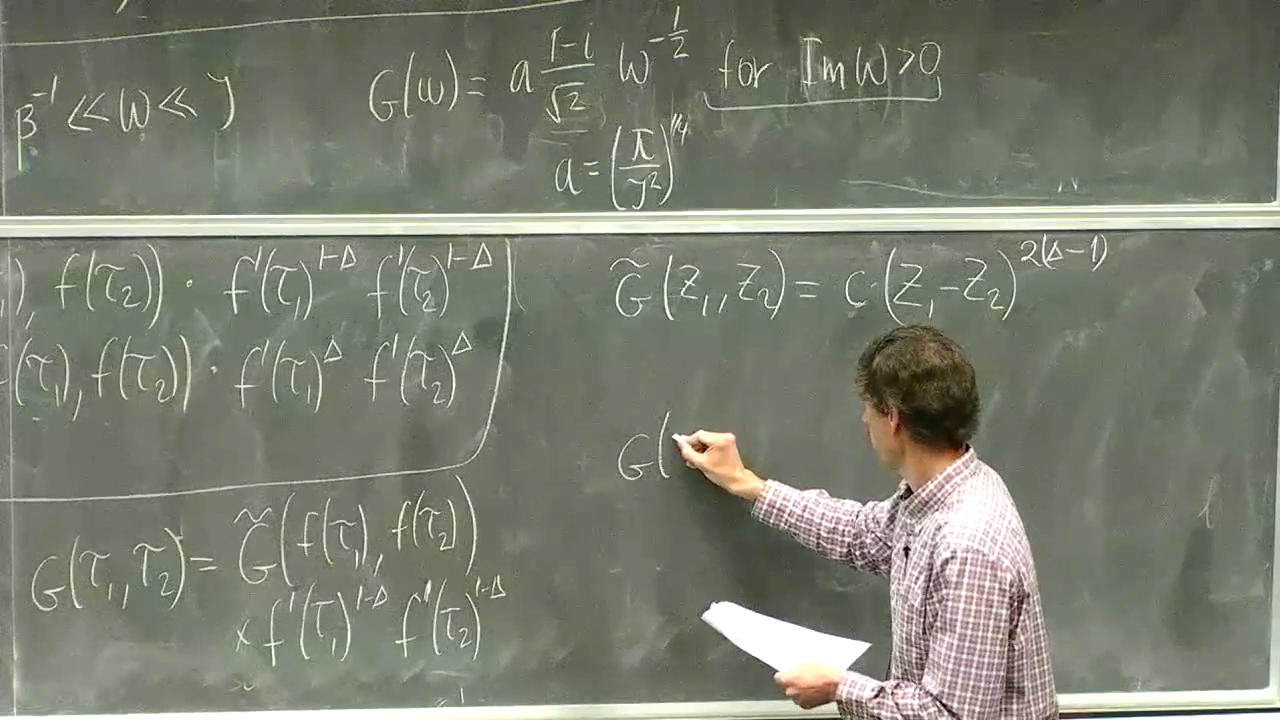 G(ω) = a (1-i)/√2 ω^{-1/2} for Im ω > 0
β⁻¹ << ω << J
a = (π/J²)^{1/4}
), f(τ₂)) · f'(τ₁)^{1-Δ} f'(τ₂)^{1-Δ}
f(τ₁), f(τ₂)) · f'(τ₁)^Δ f'(τ₂)^Δ
G(τ₁, τ₂) = G̃(f(τ₁), f(τ₂))
× f'(τ₁)^{1-Δ} f'(τ₂)^{1-Δ}
G̃(z₁, z₂) = c·(z₁-z₂)^{2(Δ-1)}
G(